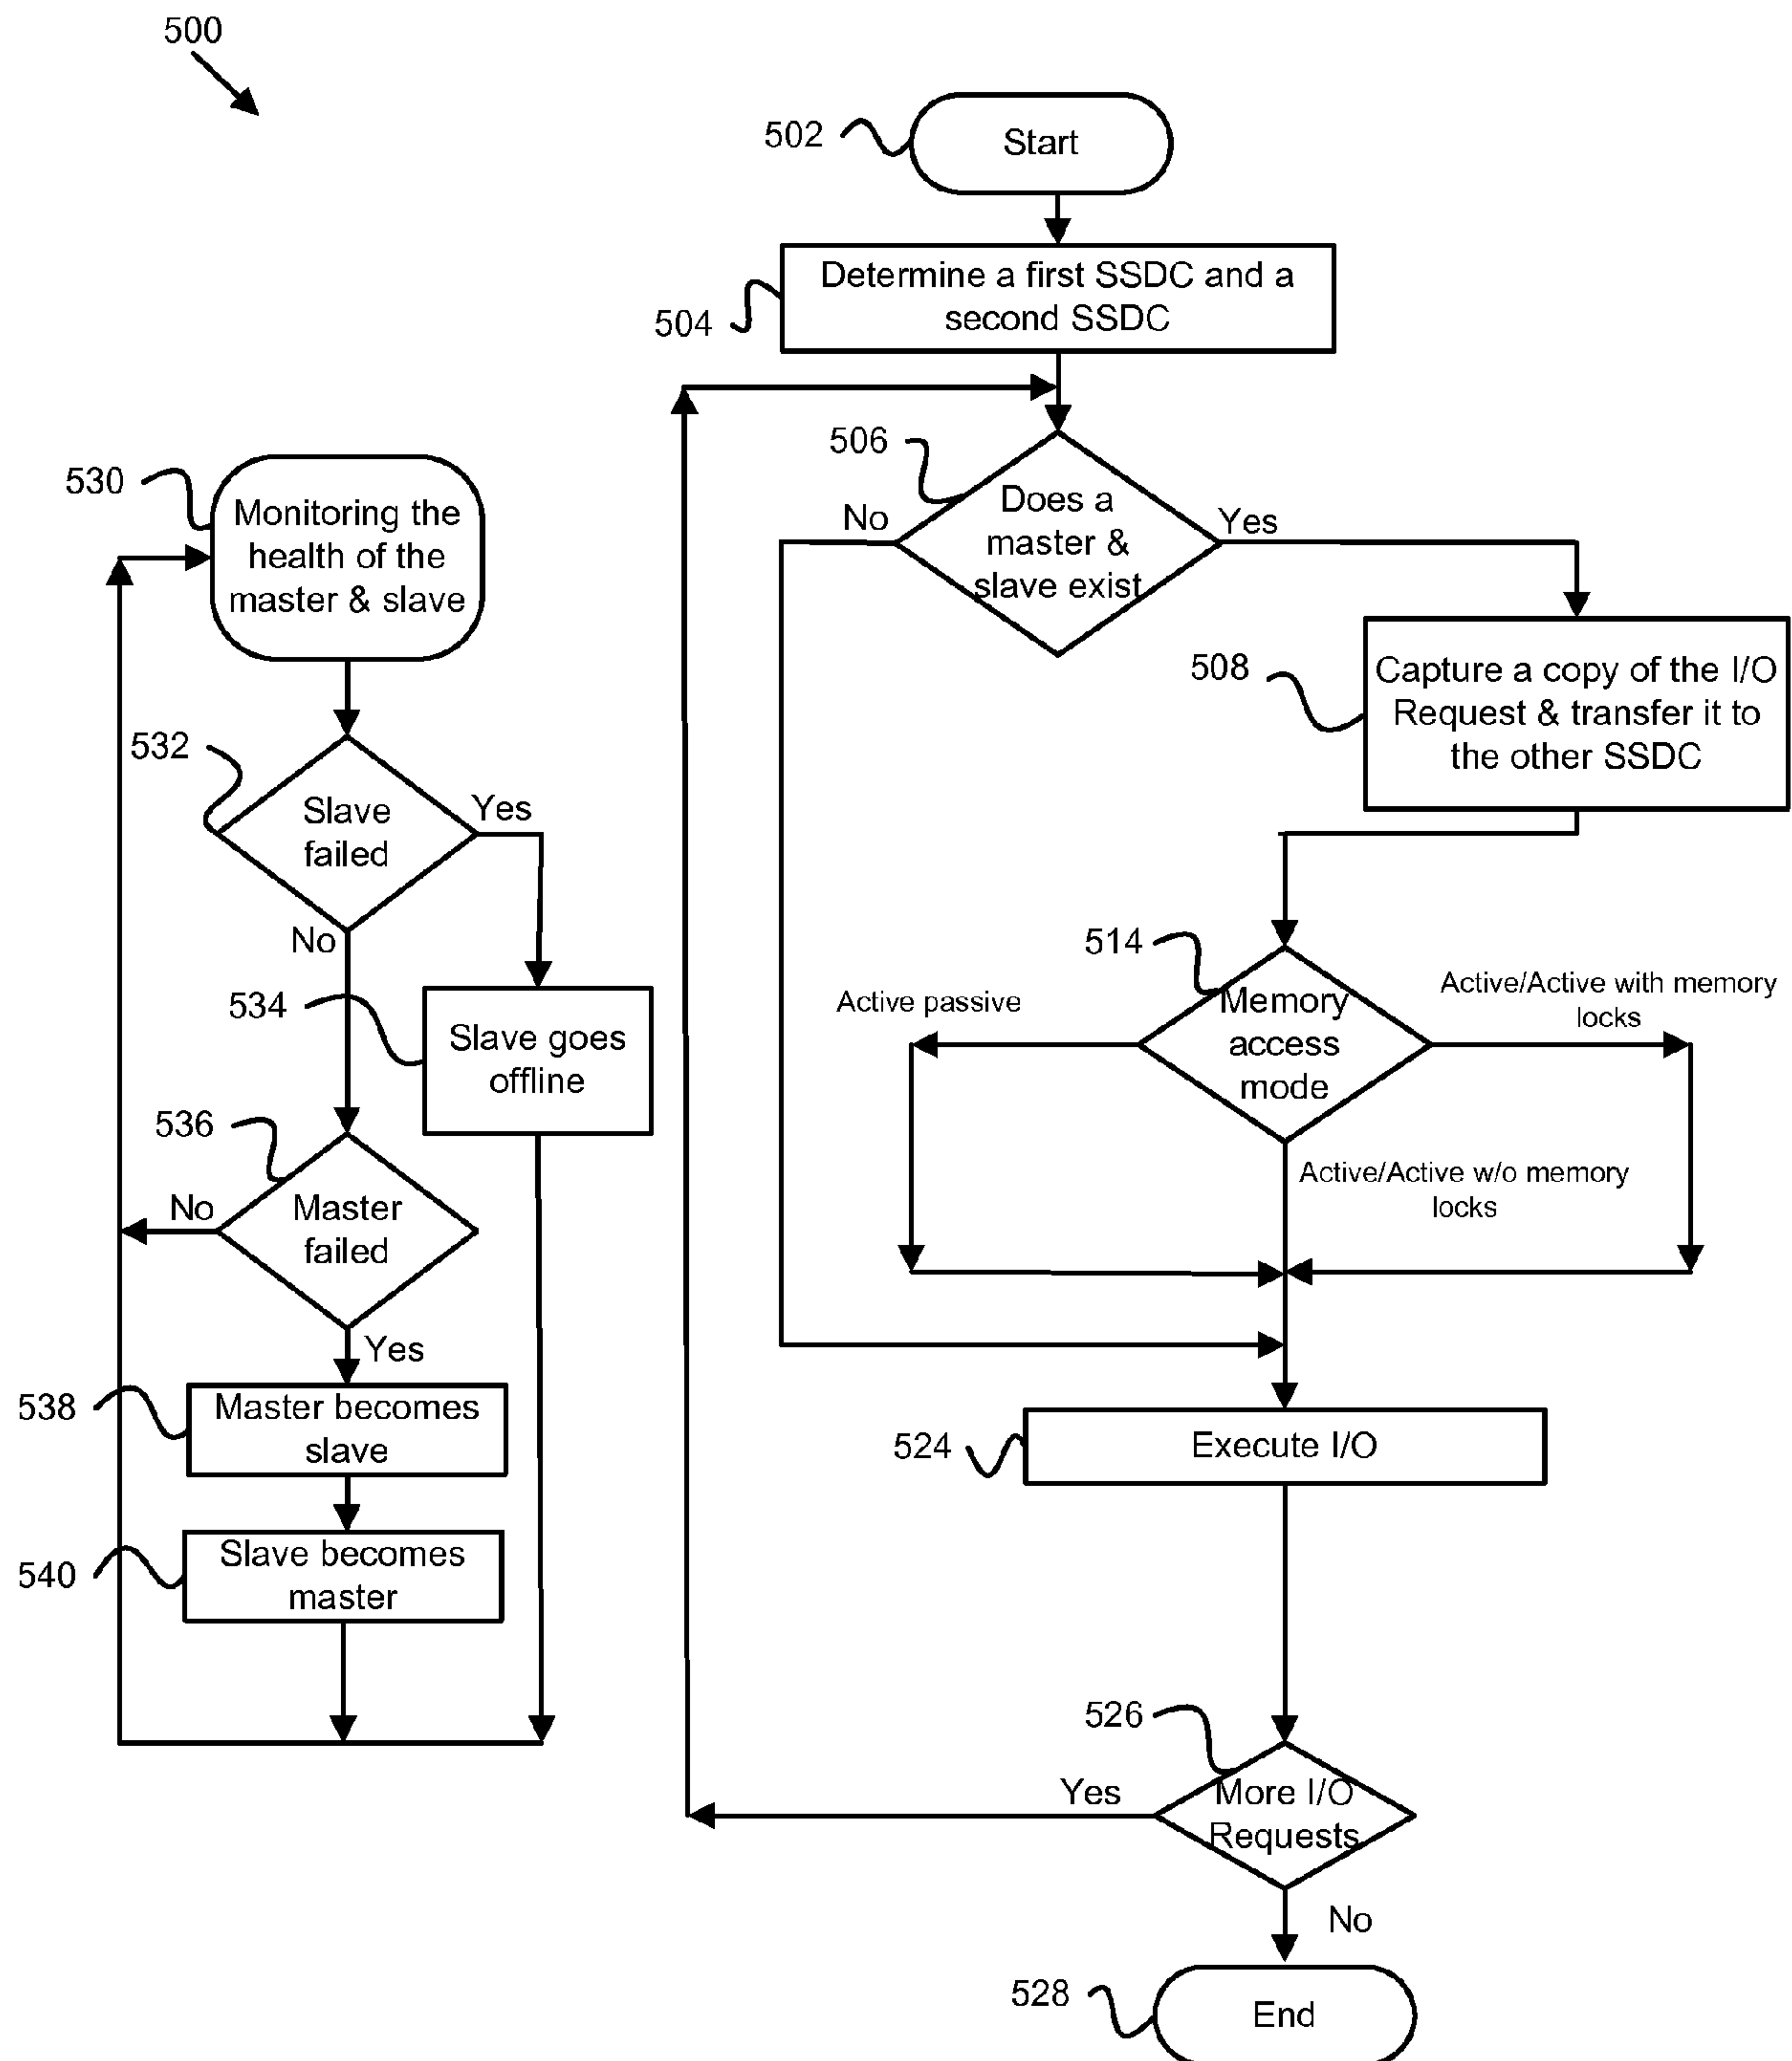 500
502
Start
504
Determine a first SSDC and a
second SSDC
506
Does a
master &
slave exist
No
Yes
508
Capture a copy of the I/O
Request & transfer it to
the other SSDC
514
Memory
access
mode
Active passive
Active/Active with memory
locks
Active/Active w/o memory
locks
524
Execute I/O
526
More I/O
Requests
Yes
No
528
End
530
Monitoring the
health of the
master & slave
532
Slave
failed
Yes
No
534
Slave goes
offline
536
Master
failed
No
Yes
538
Master becomes
slave
540
Slave becomes
master